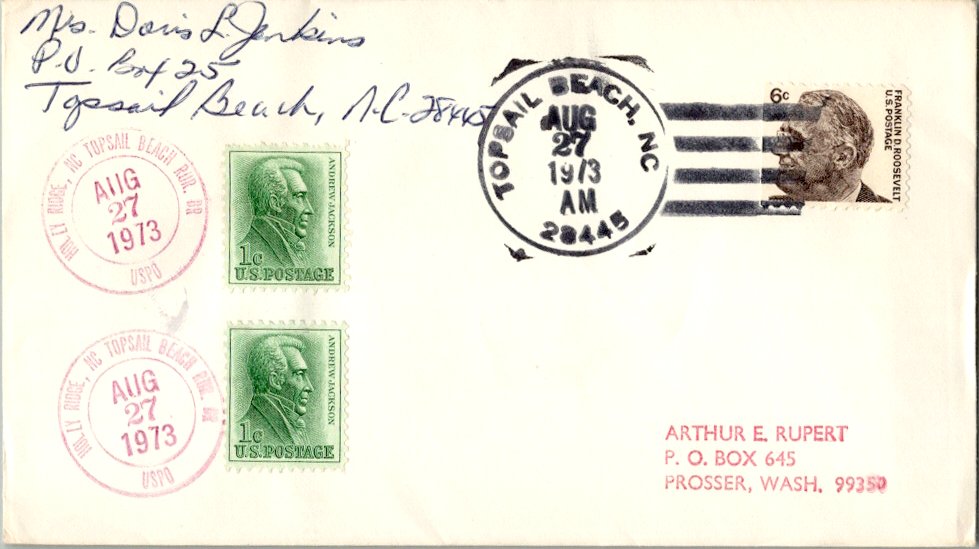 Mrs. Doris L. Jenkins
P.O. Box 25
Topsail Beach, N.C. 28445
TOPSAIL BEACH, NC
AUG
27
1973
AM
28445
6c
FRANKLIN D. ROOSEVELT
U.S. POSTAGE
HOLLY RIDGE, NC TOPSAIL BEACH RUR. BR
AUG
27
1973
USPO
ANDREW JACKSON
1c
U.S. POSTAGE
HOLLY RIDGE, NC TOPSAIL BEACH RUR. BR
AUG
27
1973
USPO
ANDREW JACKSON
1c
U.S. POSTAGE
ARTHUR E. RUPERT
P. O. BOX 645
PROSSER, WASH. 99350